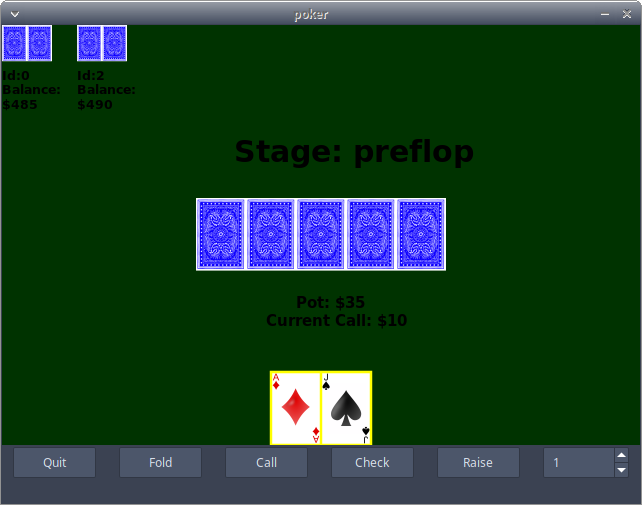 poker
Id:0 Id:2
Balance: Balance:
$485 $490
Stage: preflop
Pot: $35
Current Call: $10
A J
A J
Quit Fold Call Check Raise 1